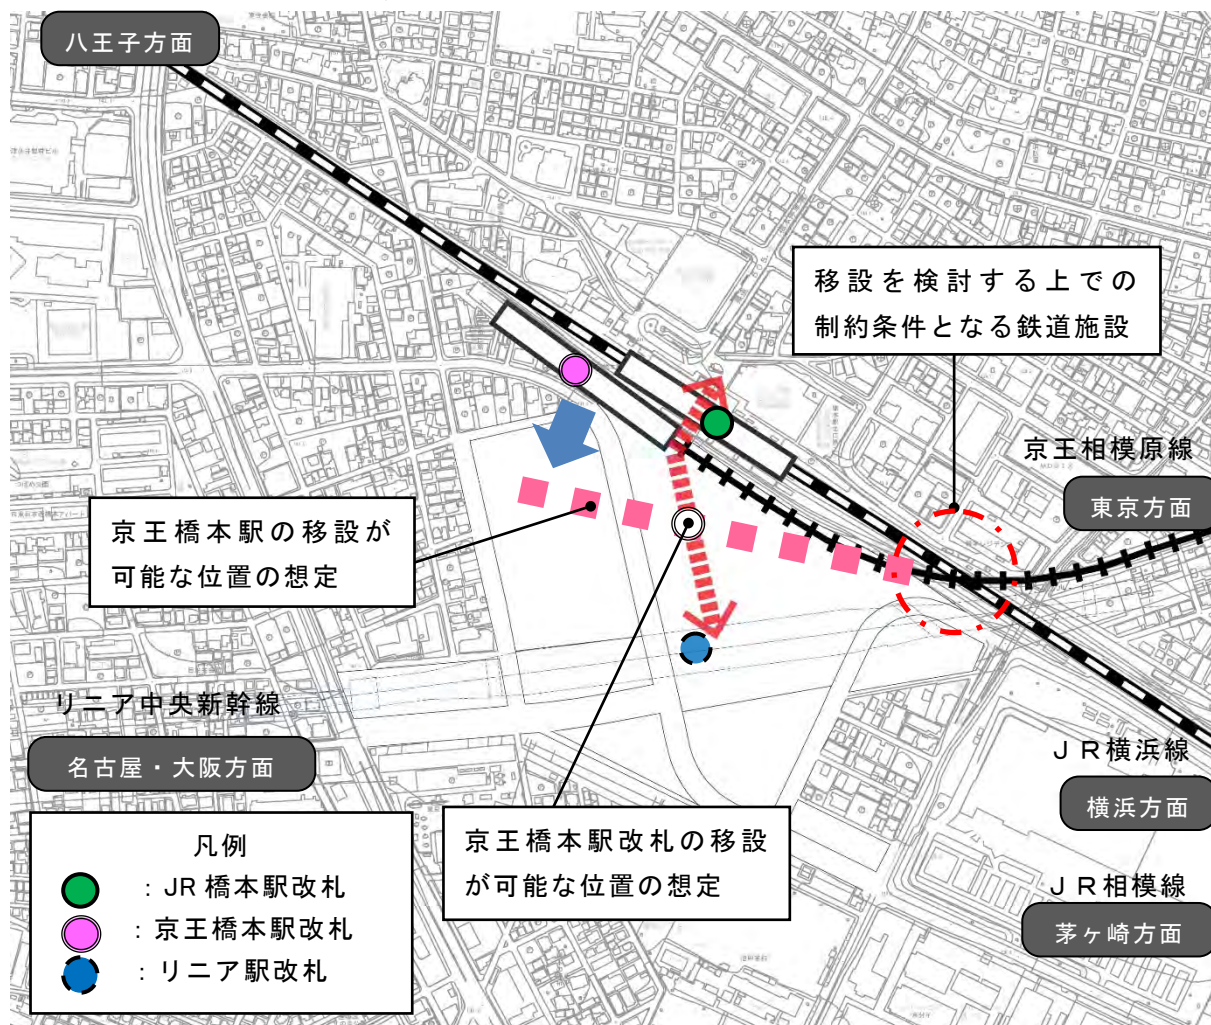 八王子方面
移設を検討する上での
制約条件となる鉄道施設
京王相模原線
東京方面
京王橋本駅の移設が
可能な位置の想定
リニア中央新幹線
名古屋・大阪方面
ＪＲ横浜線
横浜方面
京王橋本駅改札の移設
が可能な位置の想定
ＪＲ相模線
茅ヶ崎方面
凡例
：JR 橋本駅改札
：京王橋本駅改札
：リニア駅改札